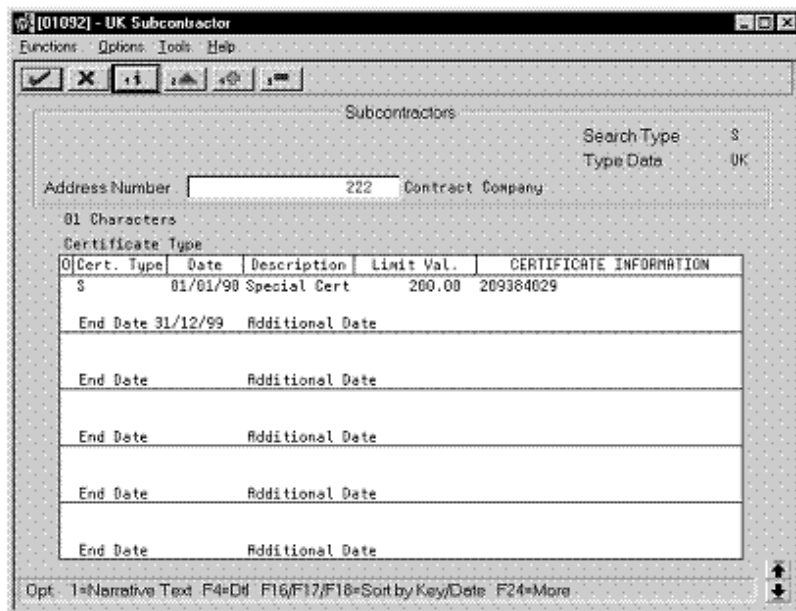 [01092] - UK Subcontractor
Functions Options Tools Help
Subcontractors
Search Type S
Type Data UK
Address Number 222 Contract Company
01 Characters
Certificate Type
O Cert. Type Date Description Limit Val. CERTIFICATE INFORMATION
S 01/01/90 Special Cert 200.00 209384029
End Date 31/12/99 Additional Date
End Date Additional Date
End Date Additional Date
End Date Additional Date
End Date Additional Date
Opt. 1=Narrative Text F4=Dtl F16/F17/F18=Sort by Key/Date F24=More